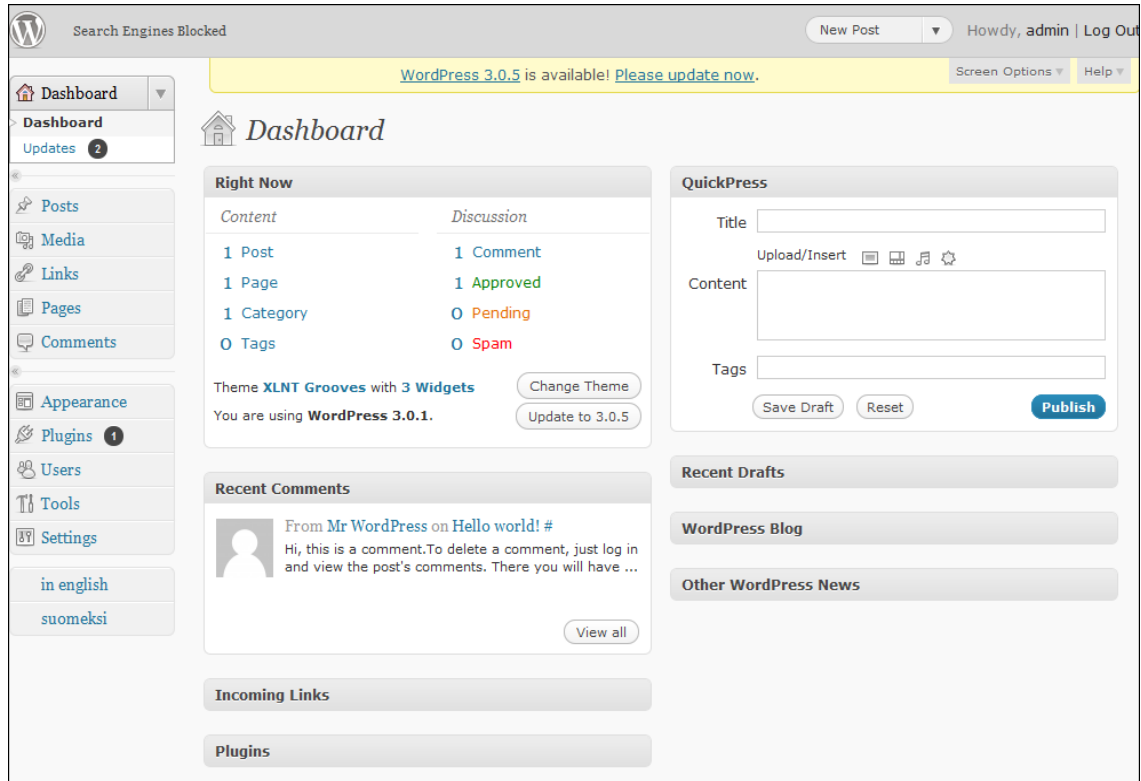 Search Engines Blocked
New Post
Howdy, admin | Log Out
WordPress 3.0.5 is available! Please update now.
Screen Options
Help
Dashboard
Dashboard
Updates 2
Posts
Media
Links
Pages
Comments
Appearance
Plugins 1
Users
Tools
Settings
in english
suomeksi
Dashboard
Right Now
Content
Discussion
1 Post
1 Comment
1 Page
1 Approved
1 Category
0 Pending
0 Tags
0 Spam
Theme XLNT Grooves with 3 Widgets
Change Theme
You are using WordPress 3.0.1.
Update to 3.0.5
Recent Comments
From Mr WordPress on Hello world! #
Hi, this is a comment.To delete a comment, just log in
and view the post's comments. There you will have ...
View all
Incoming Links
Plugins
QuickPress
Title
Upload/Insert
Content
Tags
Save Draft
Reset
Publish
Recent Drafts
WordPress Blog
Other WordPress News